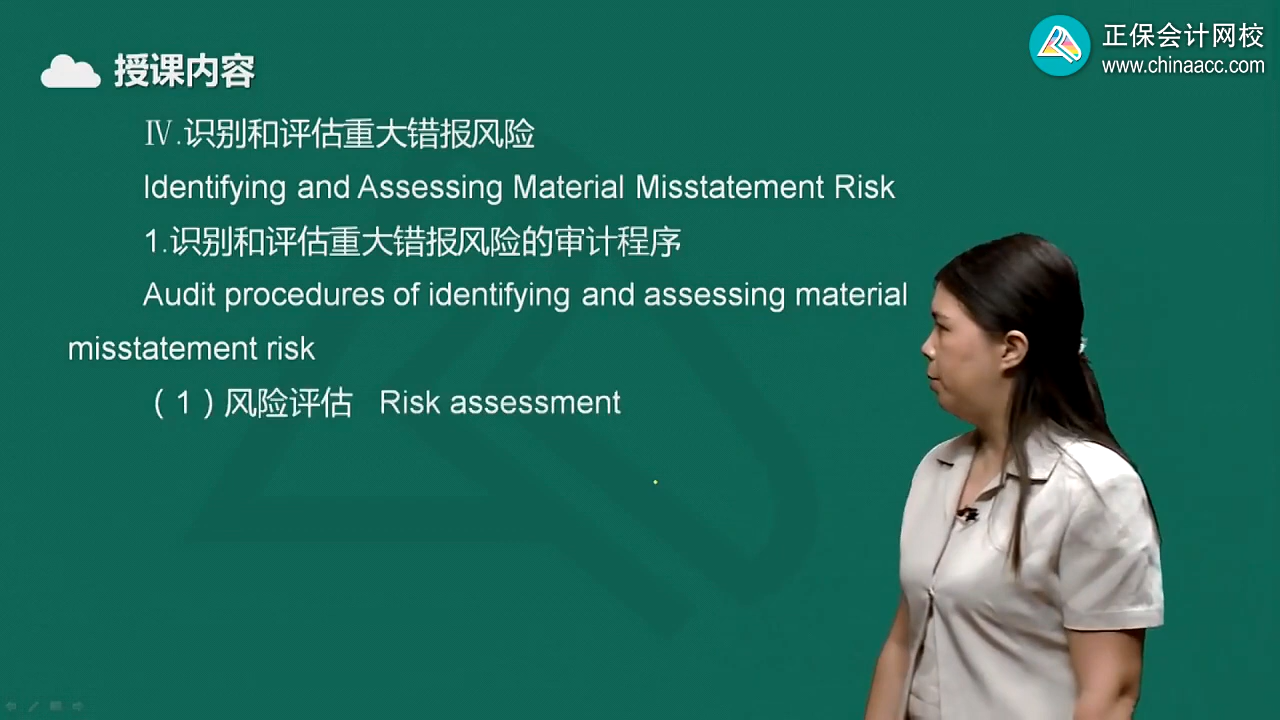 正保会计网校
www.chinaacc.com
授课内容
Ⅳ.识别和评估重大错报风险
Identifying and Assessing Material Misstatement Risk
1.识别和评估重大错报风险的审计程序
Audit procedures of identifying and assessing material
misstatement risk
（1）风险评估 Risk assessment